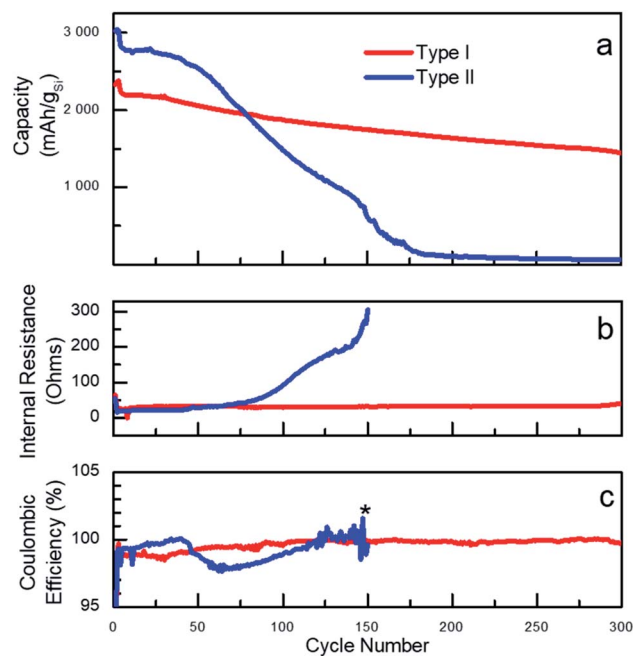 a
3 000
2 000
1 000
Capacity
(mAh/gSi)
Type I
Type II
b
300
200
100
0
Internal Resistance
(Ohms)
c
105
100
95
Coulombic
Efficiency (%)
*
0 50 100 150 200 250 300
Cycle Number